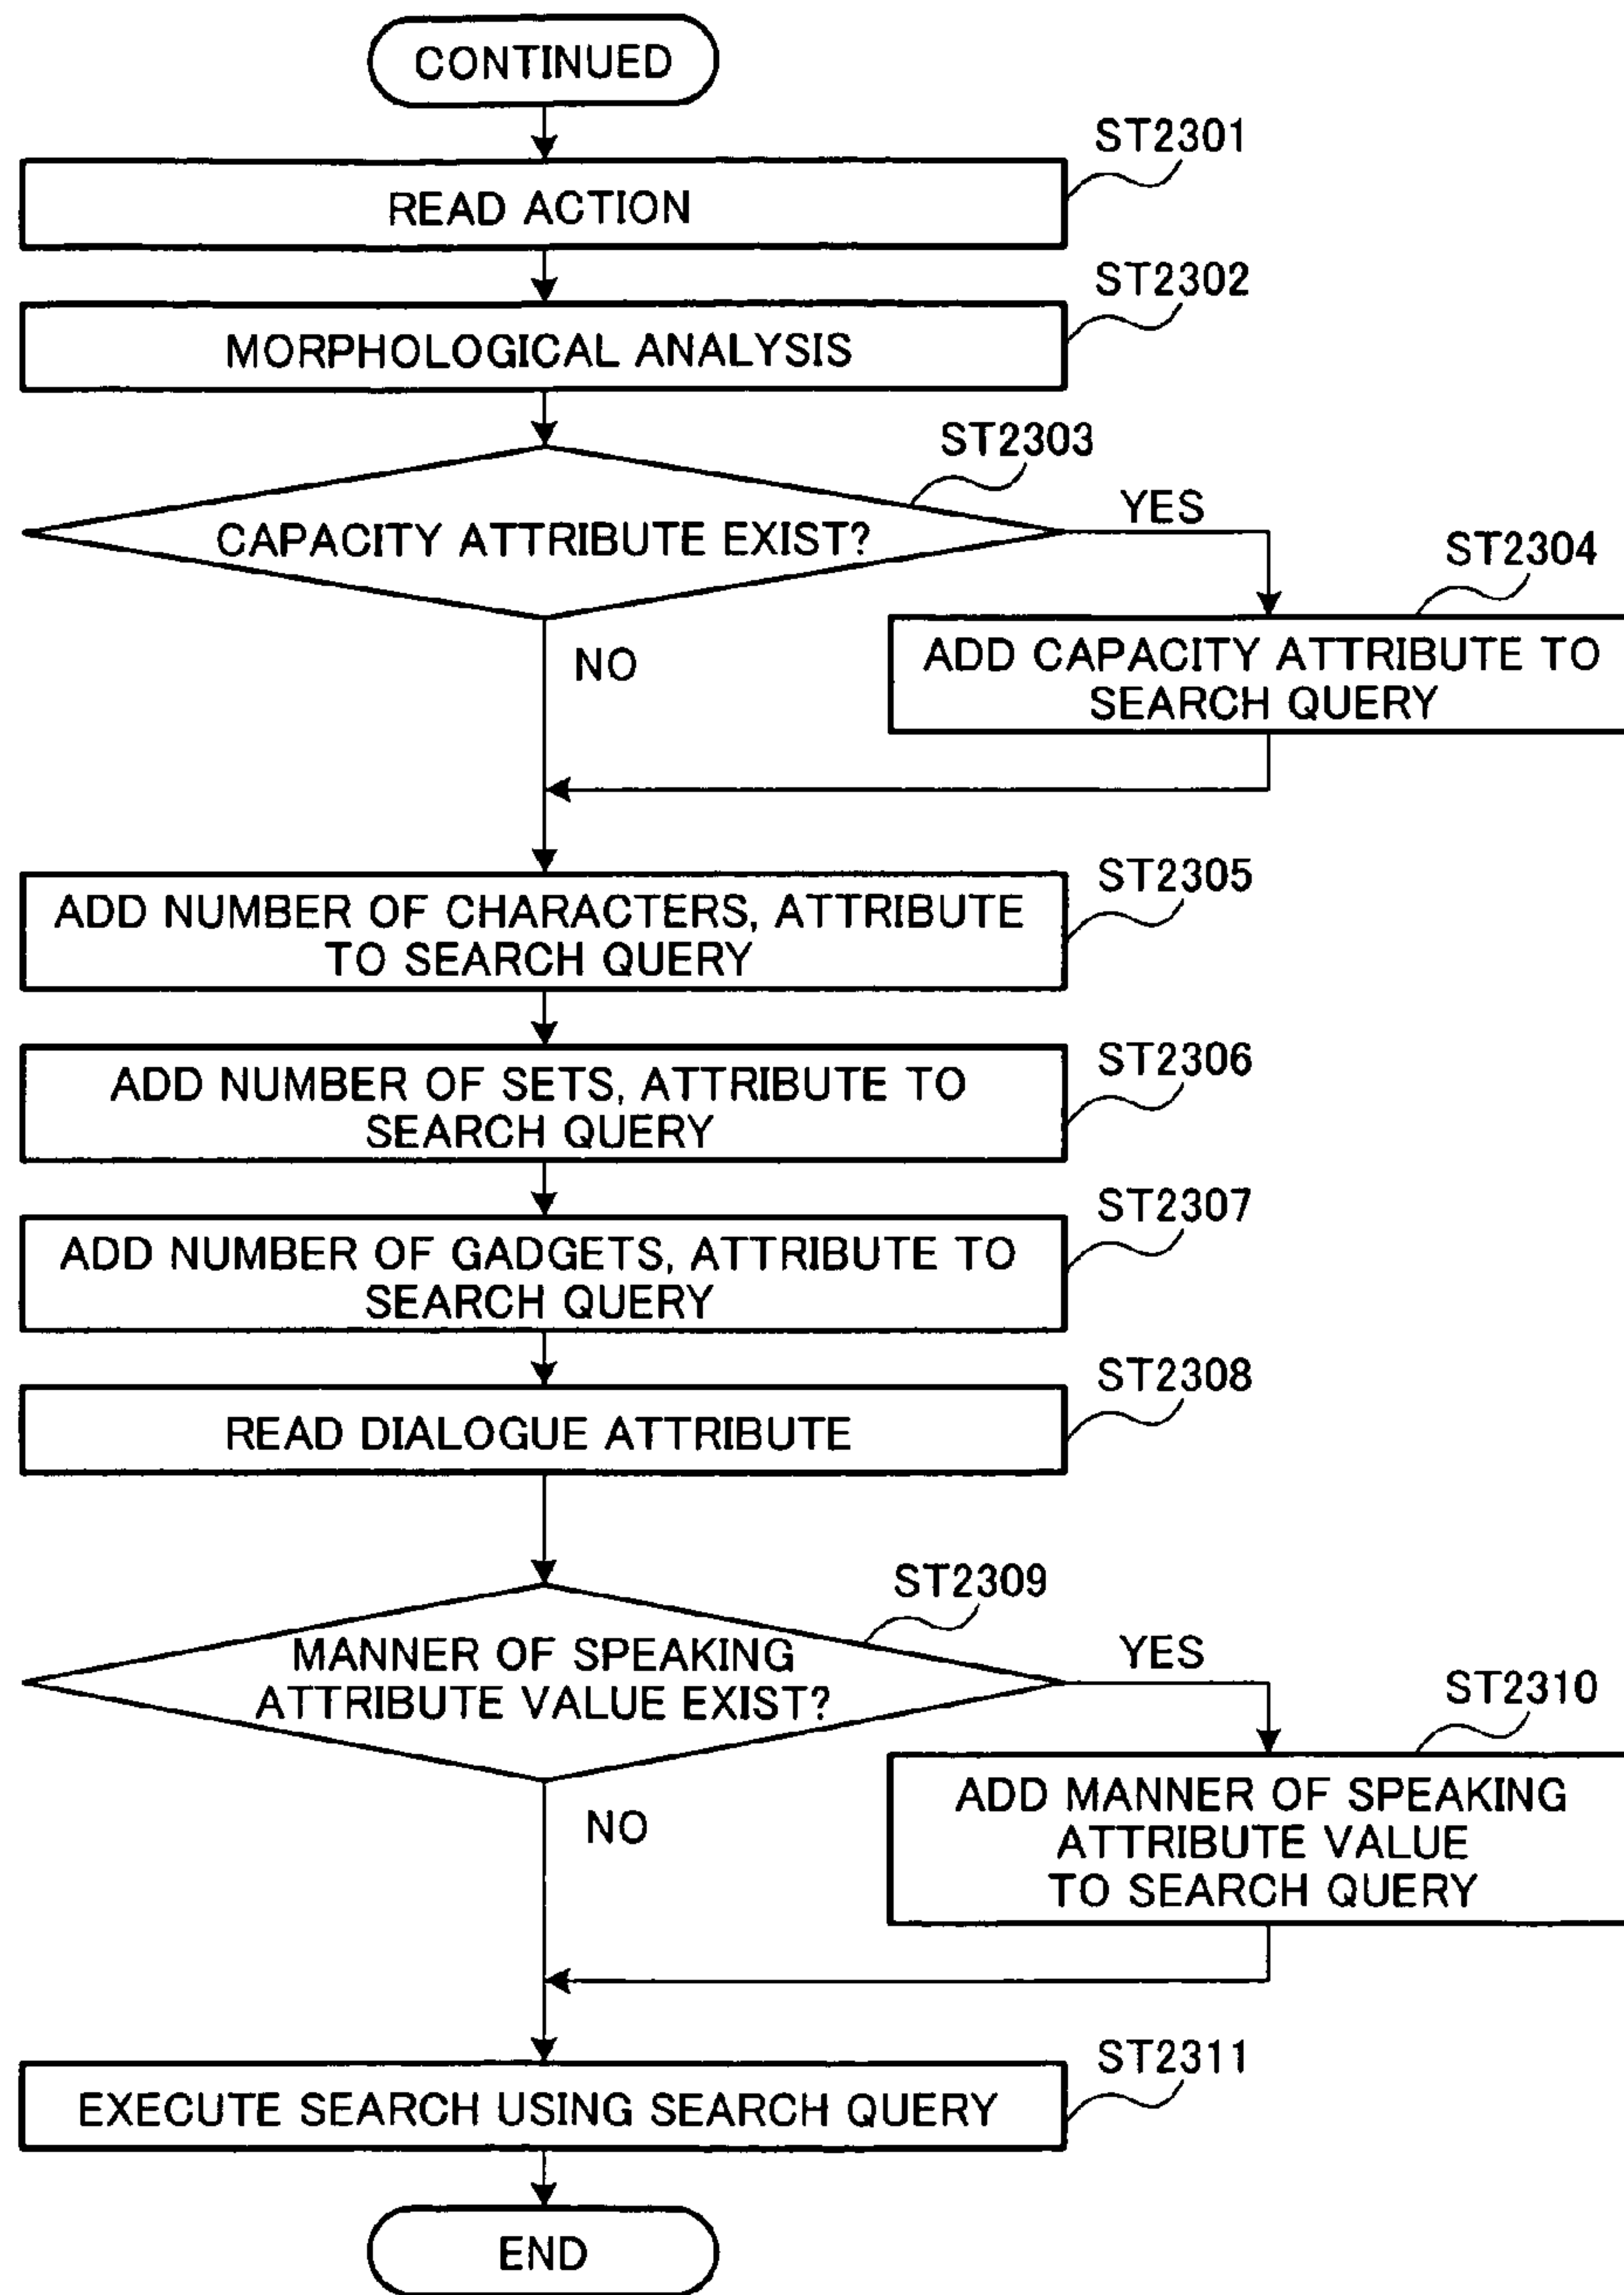 CONTINUED
ST2301
READ ACTION
ST2302
MORPHOLOGICAL ANALYSIS
ST2303
CAPACITY ATTRIBUTE EXIST?
YES
ST2304
NO
ADD CAPACITY ATTRIBUTE TO
SEARCH QUERY
ST2305
ADD NUMBER OF CHARACTERS, ATTRIBUTE
TO SEARCH QUERY
ST2306
ADD NUMBER OF SETS, ATTRIBUTE TO
SEARCH QUERY
ST2307
ADD NUMBER OF GADGETS, ATTRIBUTE TO
SEARCH QUERY
ST2308
READ DIALOGUE ATTRIBUTE
ST2309
MANNER OF SPEAKING
ATTRIBUTE VALUE EXIST?
YES
ST2310
NO
ADD MANNER OF SPEAKING
ATTRIBUTE VALUE
TO SEARCH QUERY
ST2311
EXECUTE SEARCH USING SEARCH QUERY
END